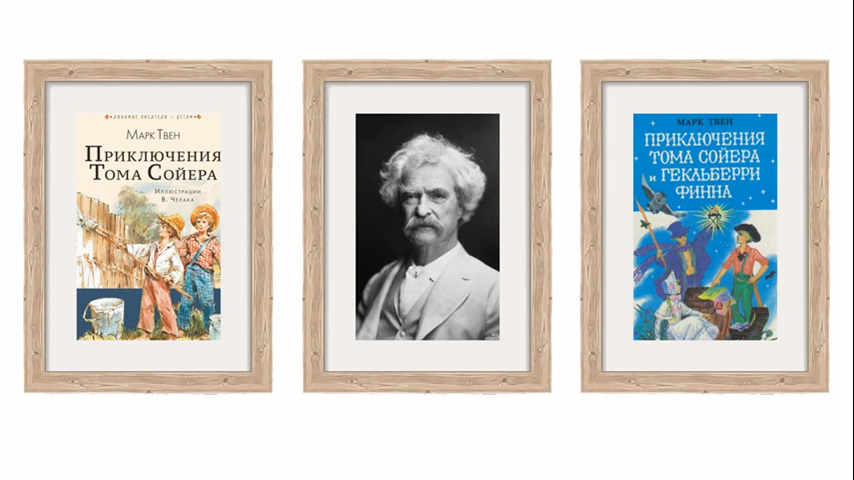 ЛЮБИМЫЕ ПИСАТЕЛИ – ДЕТЯМ
МАРК ТВЕН
ПРИКЛЮЧЕНИЯ
ТОМА СОЙЕРА
ИЛЛЮСТРАЦИИ
В. ЧЕЛАКА
МАРК ТВЕН
ПРИКЛЮЧЕНИЯ
ТОМА СОЙЕРА
и ГЕКЛЬБЕРРИ
ФИННА